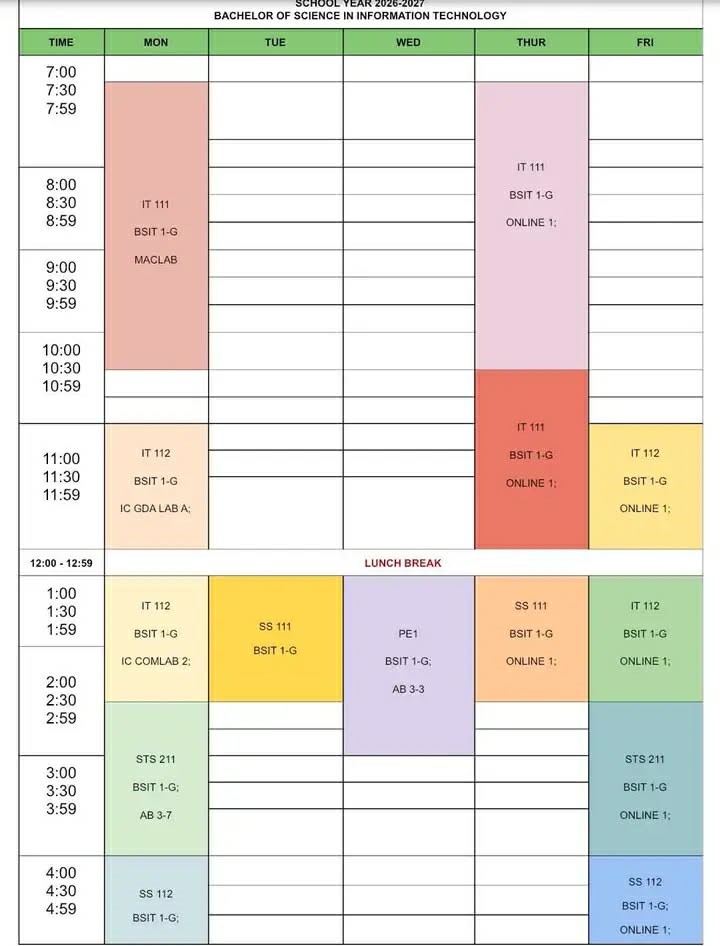 SCHOOL YEAR 2026-2027
BACHELOR OF SCIENCE IN INFORMATION TECHNOLOGY
TIME MON TUE WED THUR FRI
7:00
7:30
7:59
8:00
8:30
8:59
9:00
9:30
9:59
10:00
10:30
10:59
11:00
11:30
11:59
IT 111
BSIT 1-G
MACLAB
IT 111
BSIT 1-G
ONLINE 1;
IT 111
BSIT 1-G
ONLINE 1;
IT 112
BSIT 1-G
IC GDA LAB A;
IT 112
BSIT 1-G
ONLINE 1;
12:00 - 12:59 LUNCH BREAK
1:00
1:30
1:59
2:00
2:30
2:59
3:00
3:30
3:59
4:00
4:30
4:59
IT 112
BSIT 1-G
IC COMLAB 2;
SS 111
BSIT 1-G
PE1
BSIT 1-G;
AB 3-3
SS 111
BSIT 1-G
ONLINE 1;
IT 112
BSIT 1-G
ONLINE 1;
STS 211
BSIT 1-G;
AB 3-7
STS 211
BSIT 1-G
ONLINE 1;
SS 112
BSIT 1-G;
SS 112
BSIT 1-G;
ONLINE 1;